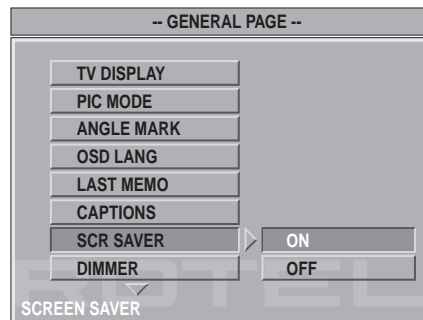 -- GENERAL PAGE --
TV DISPLAY
PIC MODE
ANGLE MARK
OSD LANG
LAST MEMO
CAPTIONS
SCR SAVER
ON
DIMMER
OFF
ROTEL
SCREEN SAVER